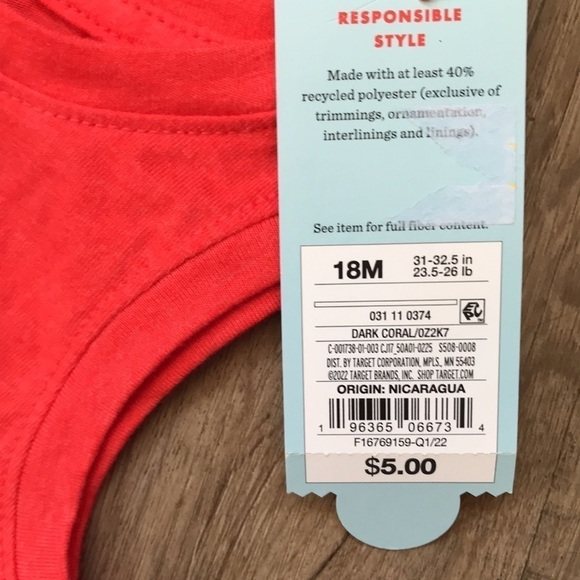 RESPONSIBLE
STYLE
Made with at least 40%
recycled polyester (exclusive of
trimmings, ornamentation,
interlinings and linings).
See item for full fiber content.
18M 31-32.5 in
23.5-26 lb
031 11 0374
DARK CORAL/0Z2K7
C-001738-01-003 CJ17_50A01-0225 S508-0008
DIST. BY TARGET CORPORATION, MPLS, MN 55403
©2022 TARGET BRANDS, INC. SHOP TARGET.COM
ORIGIN: NICARAGUA
1 96365 06673 4
F16769159-Q1/22
$5.00